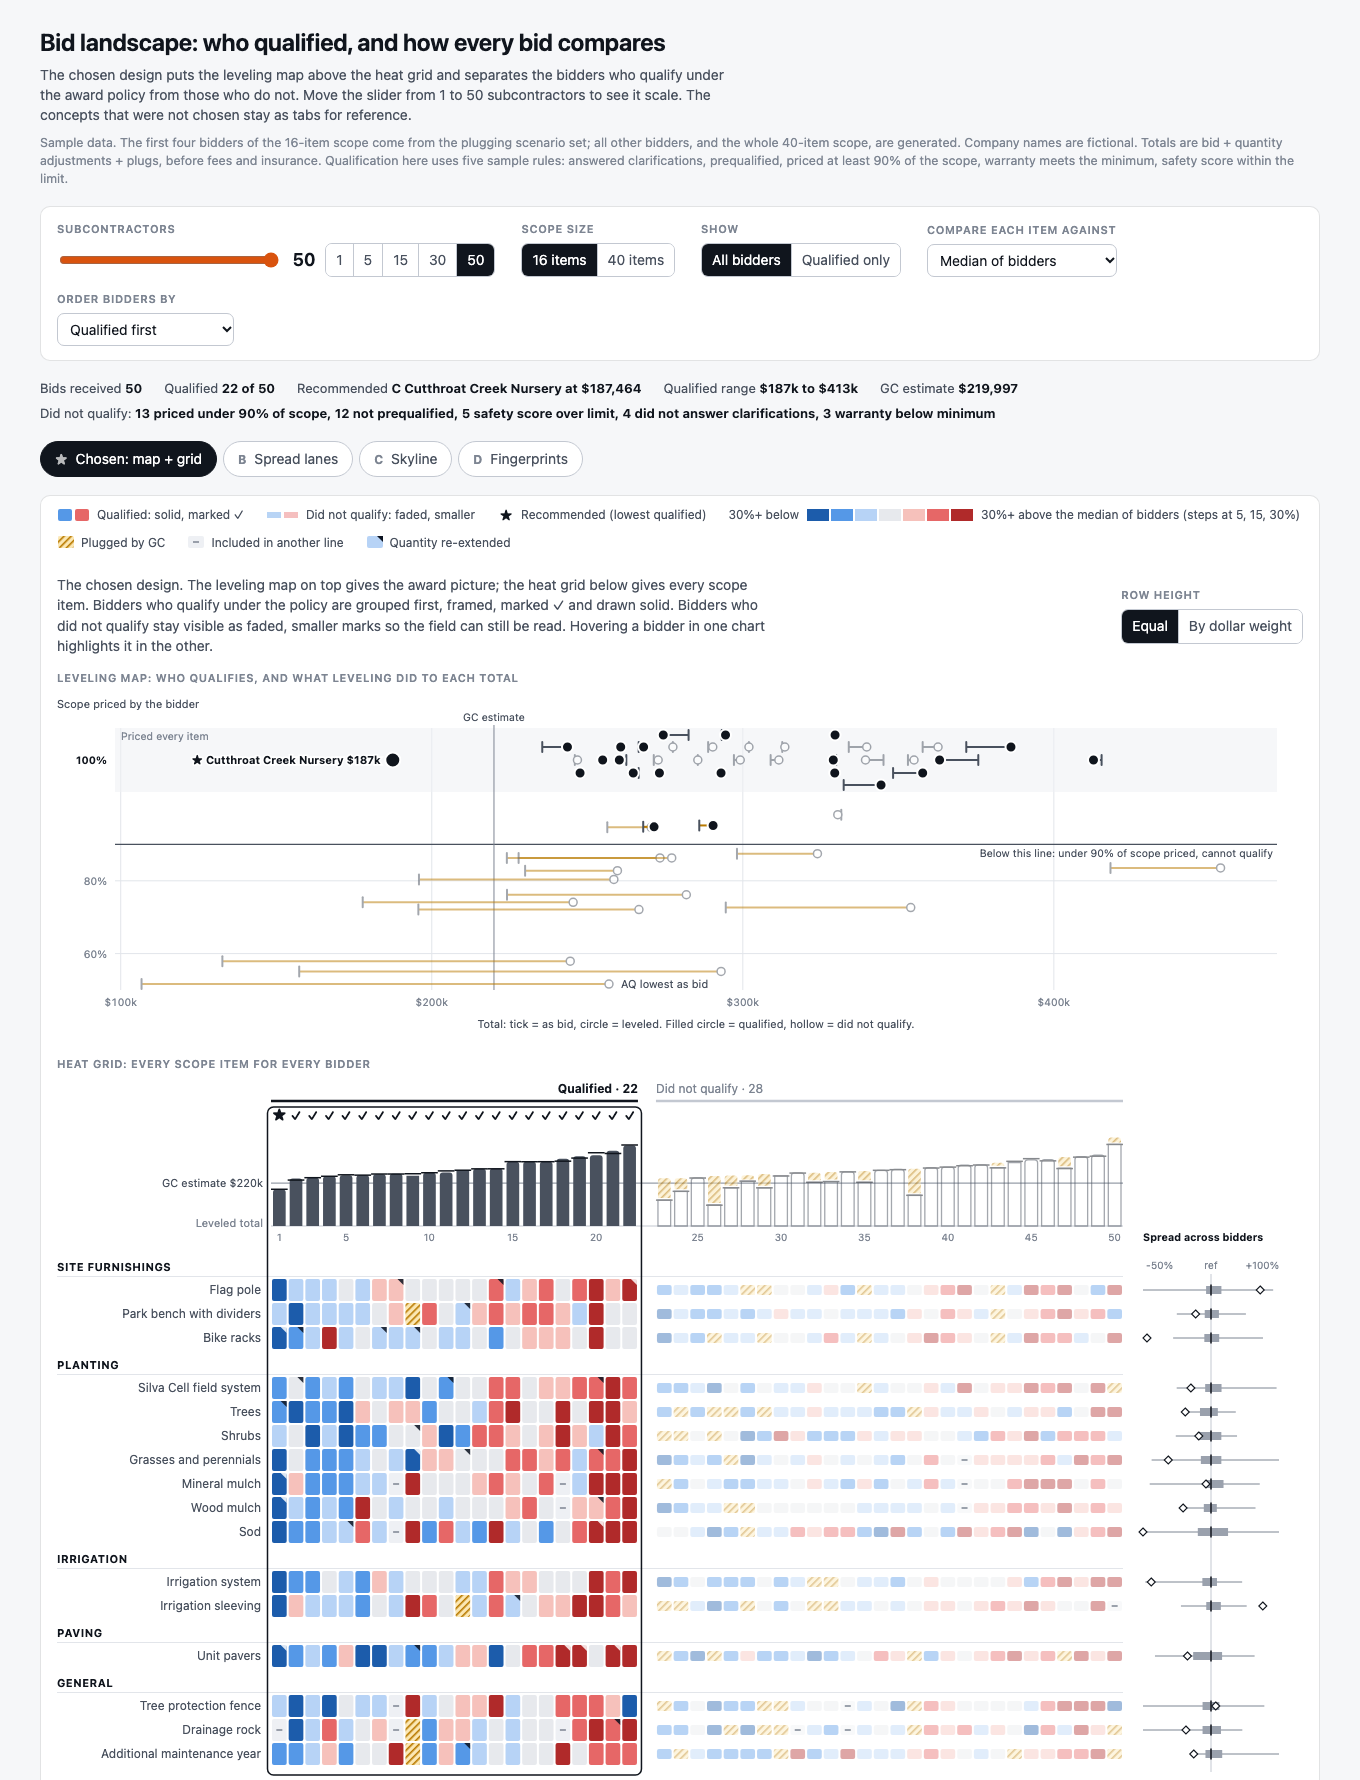 Bid landscape: who qualified, and how every bid compares
The chosen design puts the leveling map above the heat grid and separates the bidders who qualify under
the award policy from those who do not. Move the slider from 1 to 50 subcontractors to see it scale. The
concepts that were not chosen stay as tabs for reference.
Sample data. The first four bidders of the 16-item scope come from the plugging scenario set; all other bidders, and the whole 40-item scope, are generated. Company names are fictional. Totals are bid + quantity
adjustments + plugs, before fees and insurance. Qualification here uses five sample rules: answered clarifications, prequalified, priced at least 90% of the scope, warranty meets the minimum, safety score within the
limit.
SUBCONTRACTORS
50
1 5 15 30 50
SCOPE SIZE
16 items 40 items
SHOW
All bidders Qualified only
COMPARE EACH ITEM AGAINST
Median of bidders
ORDER BIDDERS BY
Qualified first
Bids received 50 Qualified 22 of 50 Recommended C Cutthroat Creek Nursery at $187,464 Qualified range $187k to $413k GC estimate $219,997
Did not qualify: 13 priced under 90% of scope, 12 not prequalified, 5 safety score over limit, 4 did not answer clarifications, 3 warranty below minimum
★ Chosen: map + grid
B Spread lanes
C Skyline
D Fingerprints
Qualified: solid, marked ✓ Did not qualify: faded, smaller ★ Recommended (lowest qualified) 30%+ below 30%+ above the median of bidders (steps at 5, 15, 30%)
Plugged by GC – Included in another line Quantity re-extended
The chosen design. The leveling map on top gives the award picture; the heat grid below gives every scope
item. Bidders who qualify under the policy are grouped first, framed, marked ✓ and drawn solid. Bidders who
did not qualify stay visible as faded, smaller marks so the field can still be read. Hovering a bidder in one chart
highlights it in the other.
ROW HEIGHT
Equal By dollar weight
LEVELING MAP: WHO QUALIFIES, AND WHAT LEVELING DID TO EACH TOTAL
Scope priced by the bidder
GC estimate
Priced every item
100%
★ Cutthroat Creek Nursery $187k
Below this line: under 90% of scope priced, cannot qualify
80%
60%
AQ lowest as bid
$100k $200k $300k $400k
Total: tick = as bid, circle = leveled. Filled circle = qualified, hollow = did not qualify.
HEAT GRID: EVERY SCOPE ITEM FOR EVERY BIDDER
Qualified · 22
Did not qualify · 28
★ ✓ ✓ ✓ ✓ ✓ ✓ ✓ ✓ ✓ ✓ ✓ ✓ ✓ ✓ ✓ ✓ ✓ ✓ ✓ ✓ ✓
GC estimate $220k
Leveled total
1 5 10 15 20 25 30 35 40 45 50
Spread across bidders
-50% ref +100%
SITE FURNISHINGS
Flag pole
Park bench with dividers
Bike racks
PLANTING
Silva Cell field system
Trees
Shrubs
Grasses and perennials
Mineral mulch
Wood mulch
Sod
IRRIGATION
Irrigation system
Irrigation sleeving
PAVING
Unit pavers
GENERAL
Tree protection fence
Drainage rock
Additional maintenance year